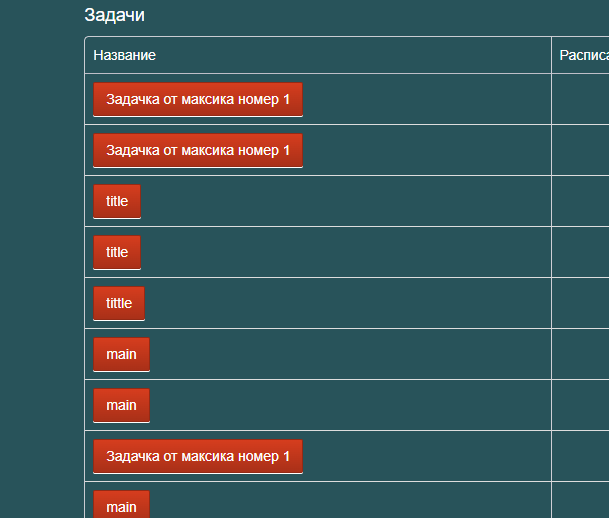 Задачи
Название Расписа
Задачка от максика номер 1
Задачка от максика номер 1
title
title
tittle
main
main
Задачка от максика номер 1
main